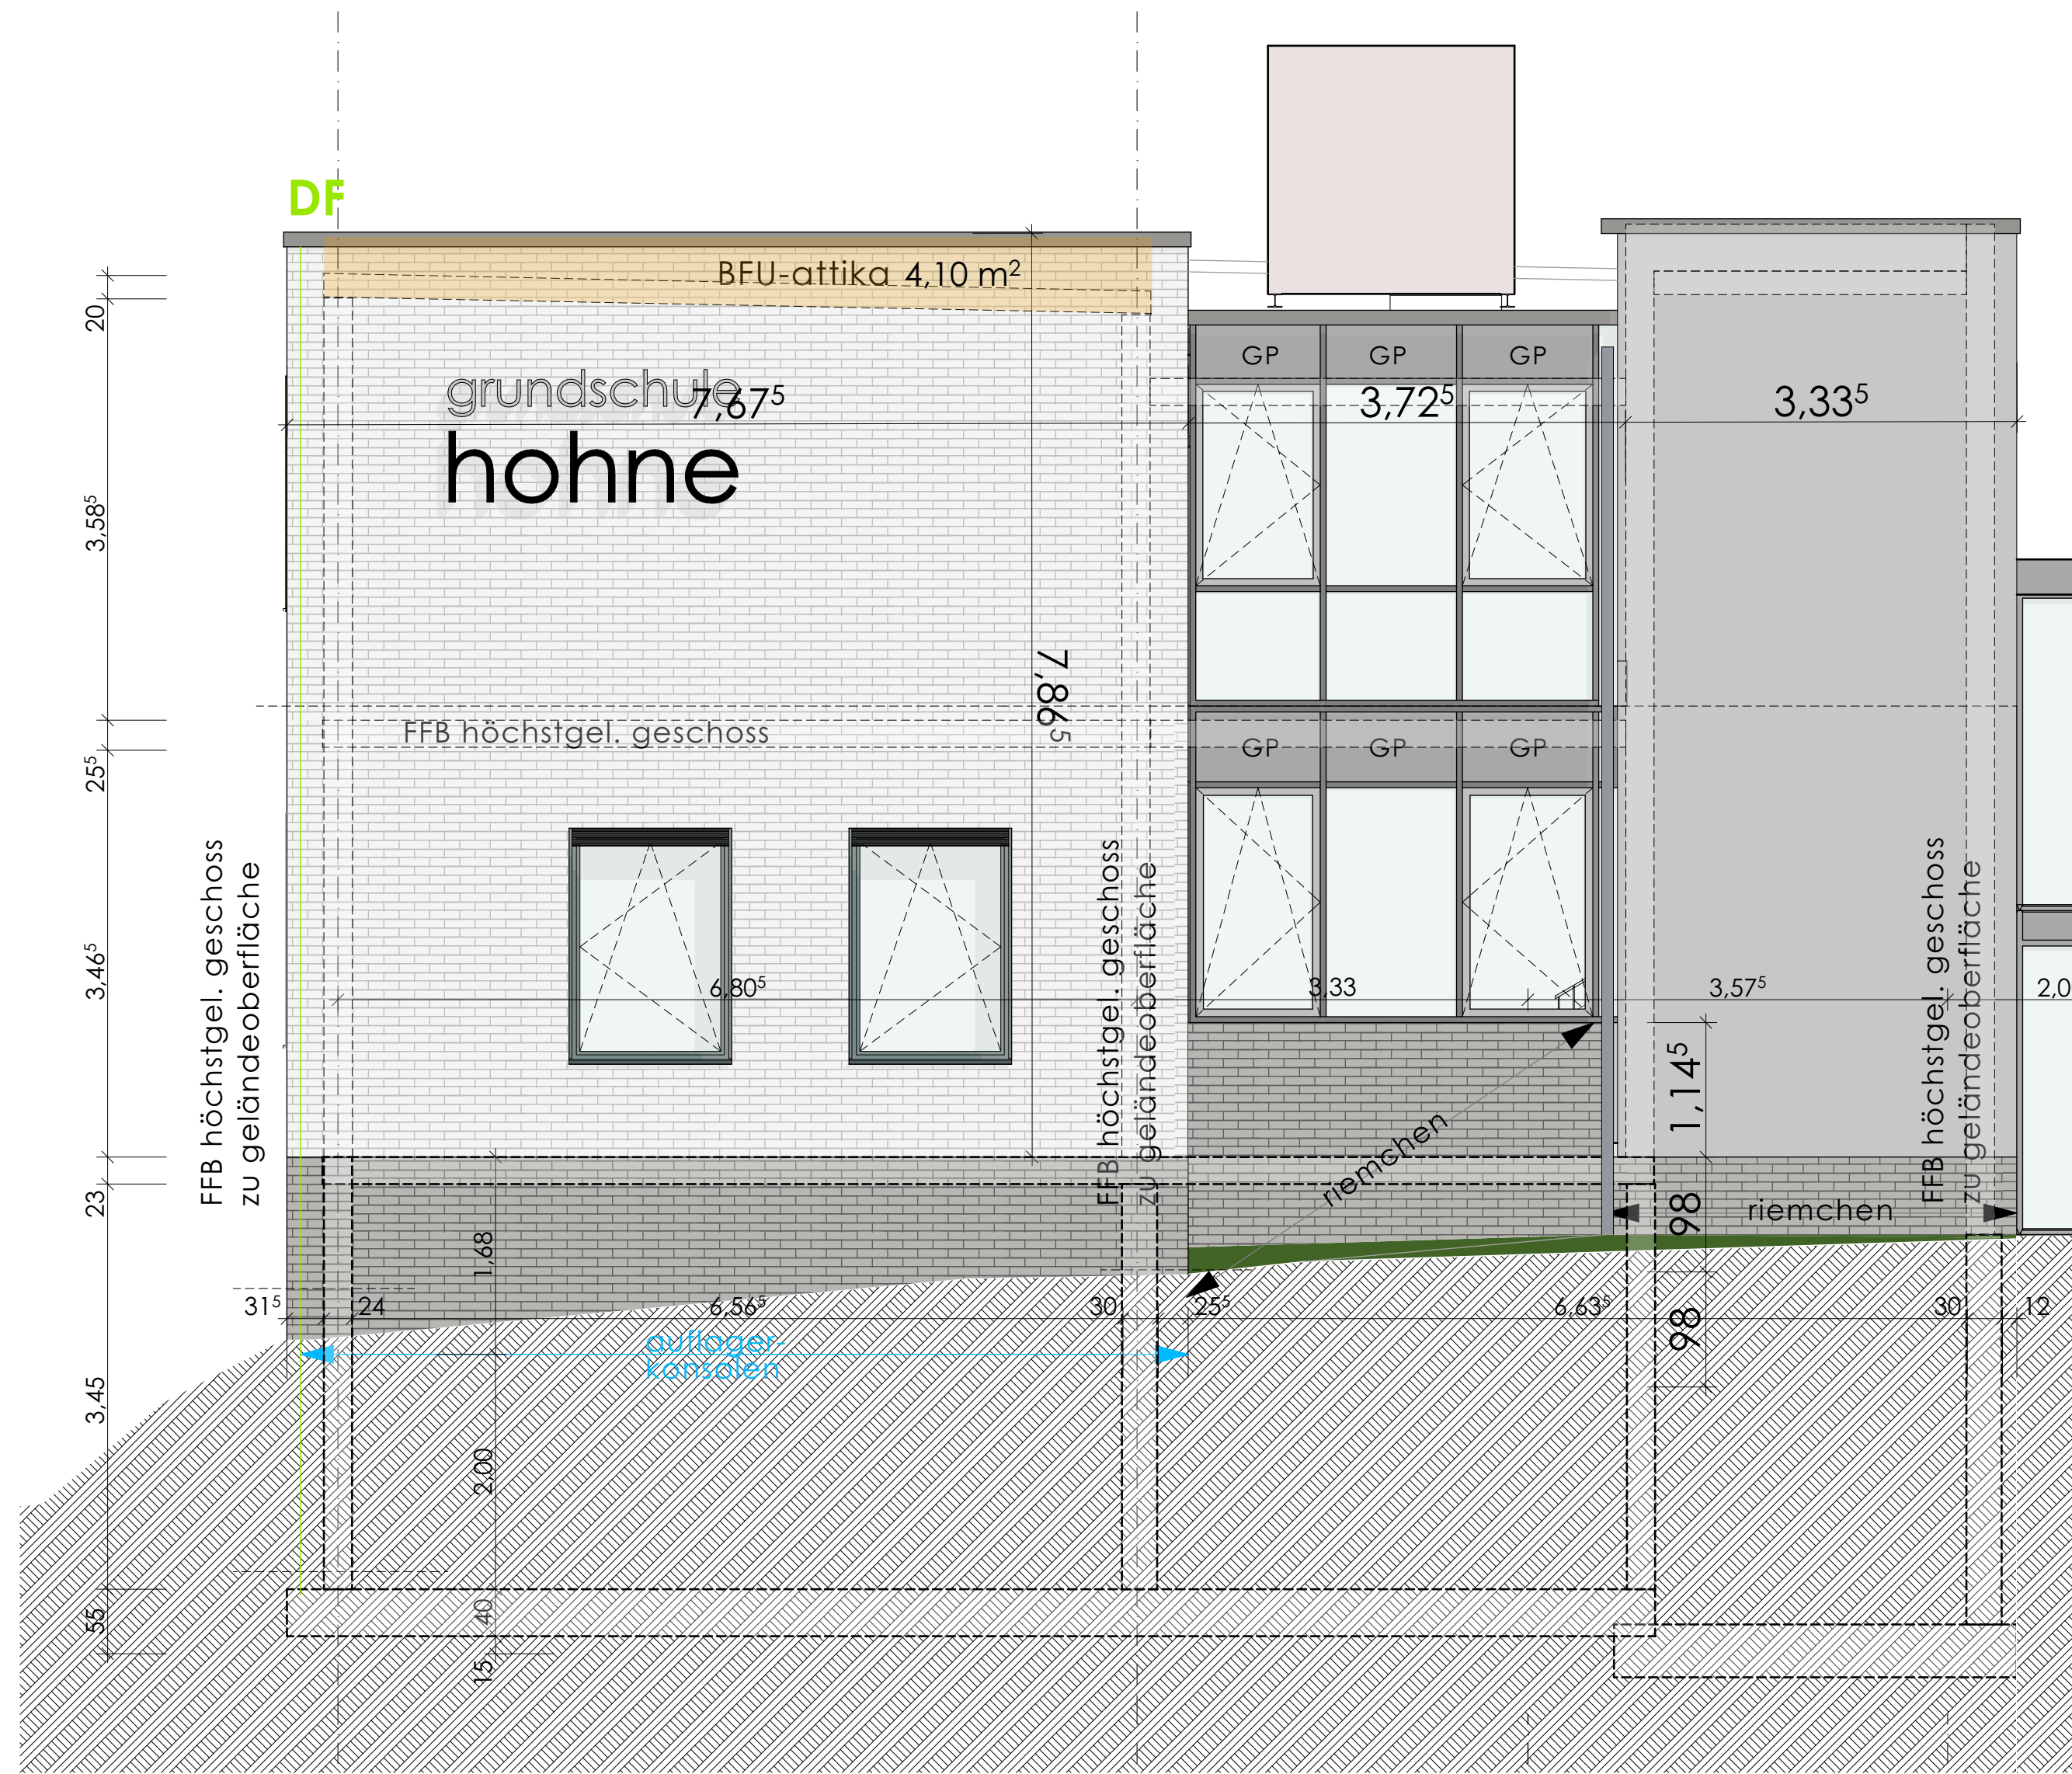 DF
BFU-attika 4,10 m²
20
GP GP GP
grundschule
7,67⁵ 3,72⁵ 3,33⁵
hohne
3,58⁵
7,86⁵
FFB höchstgel. geschoss
GP GP GP
25⁵
FFB höchstgel. geschoss
zu geländeoberfläche
FFB höchstgel. geschoss
zu geländeoberfläche
FFB höchstgel. geschoss
zu geländeoberfläche
3,46⁵
6,80⁵ 3,33 3,57⁵ 2,0
1,14⁵
riemchen
23
98
riemchen
1,68
31⁵ 24 6,56⁵ 30 25⁵ 6,63⁵ 30 12
98
auflager-
konsolen
3,45
2,00
55
40
15